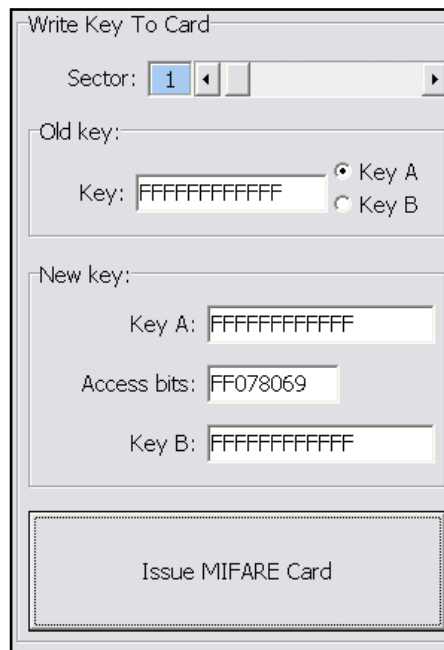 Write Key To Card
Sector: 1
Old key:
Key: FFFFFFFFFFFF
Key A
Key B
New key:
Key A: FFFFFFFFFFFF
Access bits: FF078069
Key B: FFFFFFFFFFFF
Issue MIFARE Card